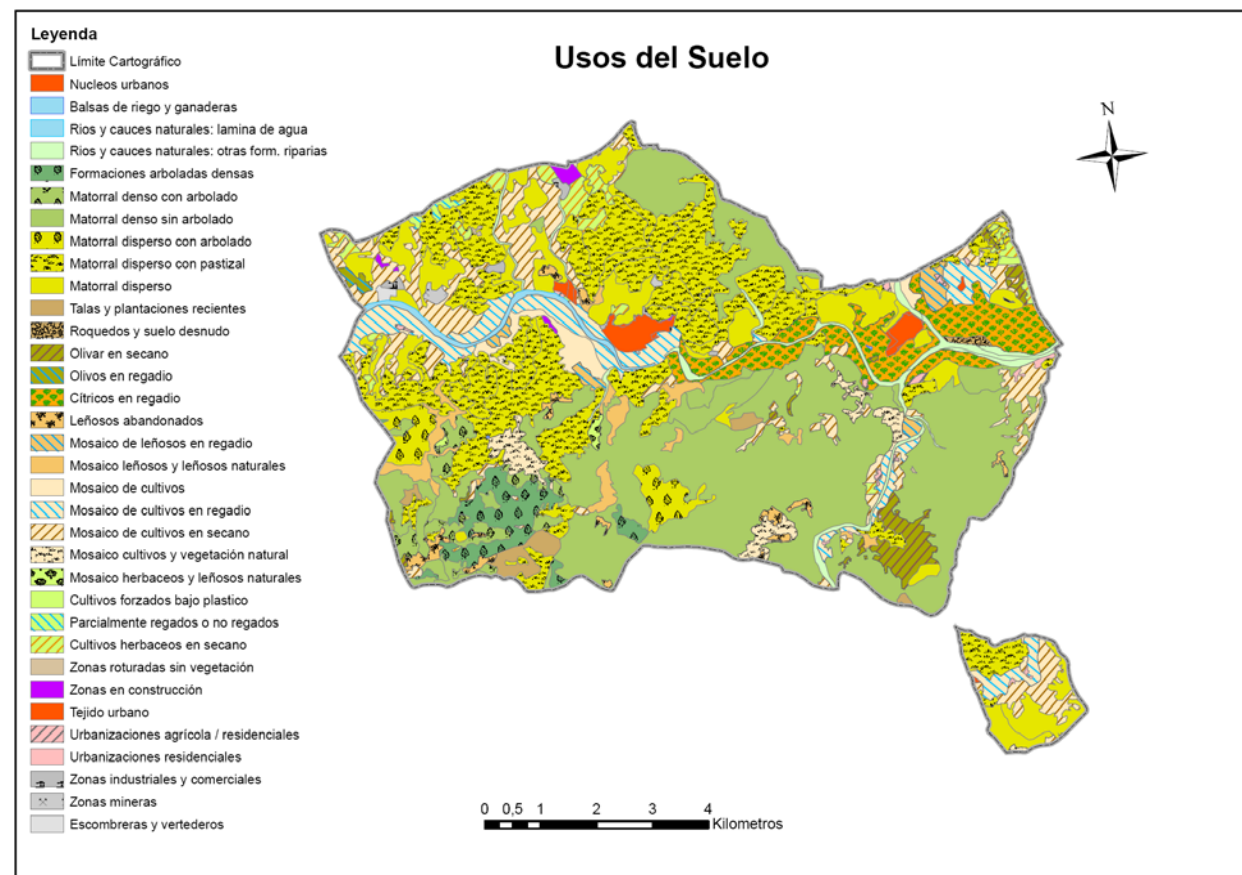 Leyenda
Límite Cartográfico
Nucleos urbanos
Balsas de riego y ganaderas
Rios y cauces naturales: lamina de agua
Rios y cauces naturales: otras form. riparias
Formaciones arboladas densas
Matorral denso con arbolado
Matorral denso sin arbolado
Matorral disperso con arbolado
Matorral disperso con pastizal
Matorral disperso
Talas y plantaciones recientes
Roquedos y suelo desnudo
Olivar en secano
Olivos en regadio
Cítricos en regadio
Leñosos abandonados
Mosaico de leñosos en regadio
Mosaico leñosos y leñosos naturales
Mosaico de cultivos
Mosaico de cultivos en regadio
Mosaico de cultivos en secano
Mosaico cultivos y vegetación natural
Mosaico herbaceos y leñosos naturales
Cultivos forzados bajo plastico
Parcialmente regados o no regados
Cultivos herbaceos en secano
Zonas roturadas sin vegetación
Zonas en construcción
Tejido urbano
Urbanizaciones agrícola / residenciales
Urbanizaciones residenciales
Zonas industriales y comerciales
Zonas mineras
Escombreras y vertederos
Usos del Suelo
N
0 0,5 1 2 3 4
Kilometros